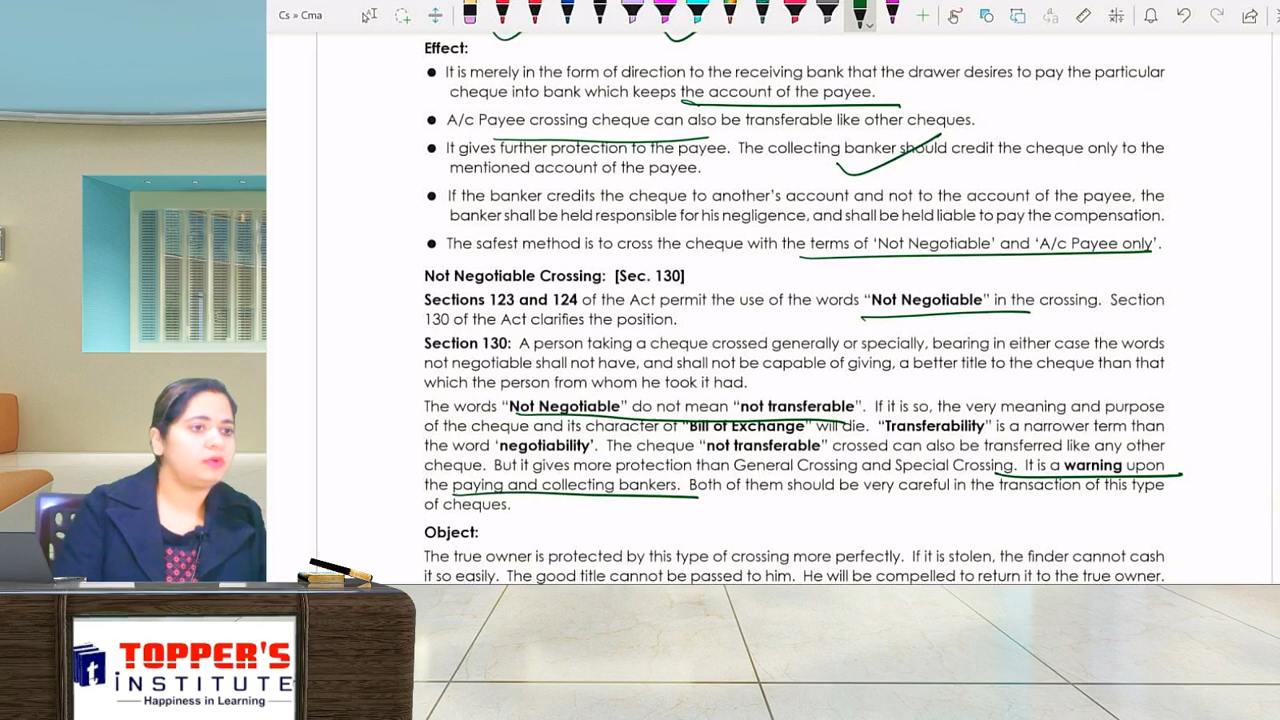 Cs » Cma
Effect:
● It is merely in the form of direction to the receiving bank that the drawer desires to pay the particular
cheque into bank which keeps the account of the payee.
● A/c Payee crossing cheque can also be transferable like other cheques.
● It gives further protection to the payee. The collecting banker should credit the cheque only to the
mentioned account of the payee.
● If the banker credits the cheque to another's account and not to the account of the payee, the
banker shall be held responsible for his negligence, and shall be held liable to pay the compensation.
● The safest method is to cross the cheque with the terms of 'Not Negotiable' and 'A/c Payee only'.
Not Negotiable Crossing: [Sec. 130]
Sections 123 and 124 of the Act permit the use of the words "Not Negotiable" in the crossing. Section
130 of the Act clarifies the position.
Section 130: A person taking a cheque crossed generally or specially, bearing in either case the words
not negotiable shall not have, and shall not be capable of giving, a better title to the cheque than that
which the person from whom he took it had.
The words "Not Negotiable" do not mean "not transferable". If it is so, the very meaning and purpose
of the cheque and its character of "Bill of Exchange" will die. "Transferability" is a narrower term than
the word 'negotiability'. The cheque "not transferable" crossed can also be transferred like any other
cheque. But it gives more protection than General Crossing and Special Crossing. It is a warning upon
the paying and collecting bankers. Both of them should be very careful in the transaction of this type
of cheques.
Object:
The true owner is protected by this type of crossing more perfectly. If it is stolen, the finder cannot cash
it so easily. The good title cannot be passed to him. He will be compelled to return it to the true owner.
t
TOPPER'S
INSTITUTE
Happiness in Learning